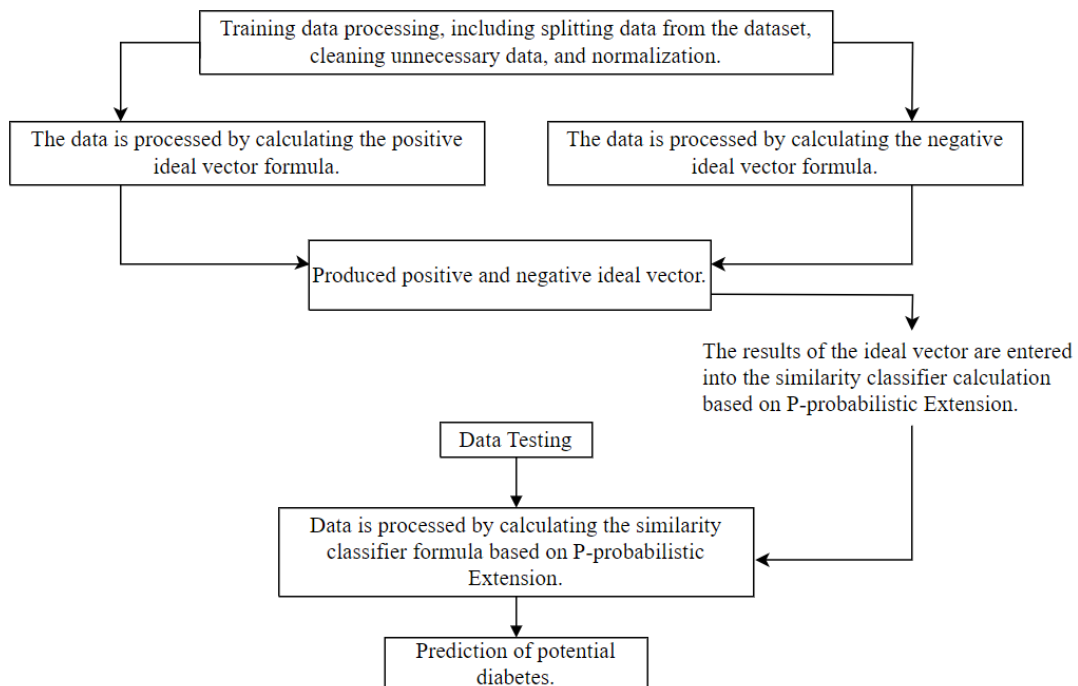 Training data processing, including splitting data from the dataset,
cleaning unnecessary data, and normalization.
The data is processed by calculating the positive
ideal vector formula.
The data is processed by calculating the negative
ideal vector formula.
Produced positive and negative ideal vector.
The results of the ideal vector are entered
into the similarity classifier calculation
based on P-probabilistic Extension.
Data Testing
Data is processed by calculating the similarity
classifier formula based on P-probabilistic
Extension.
Prediction of potential
diabetes.